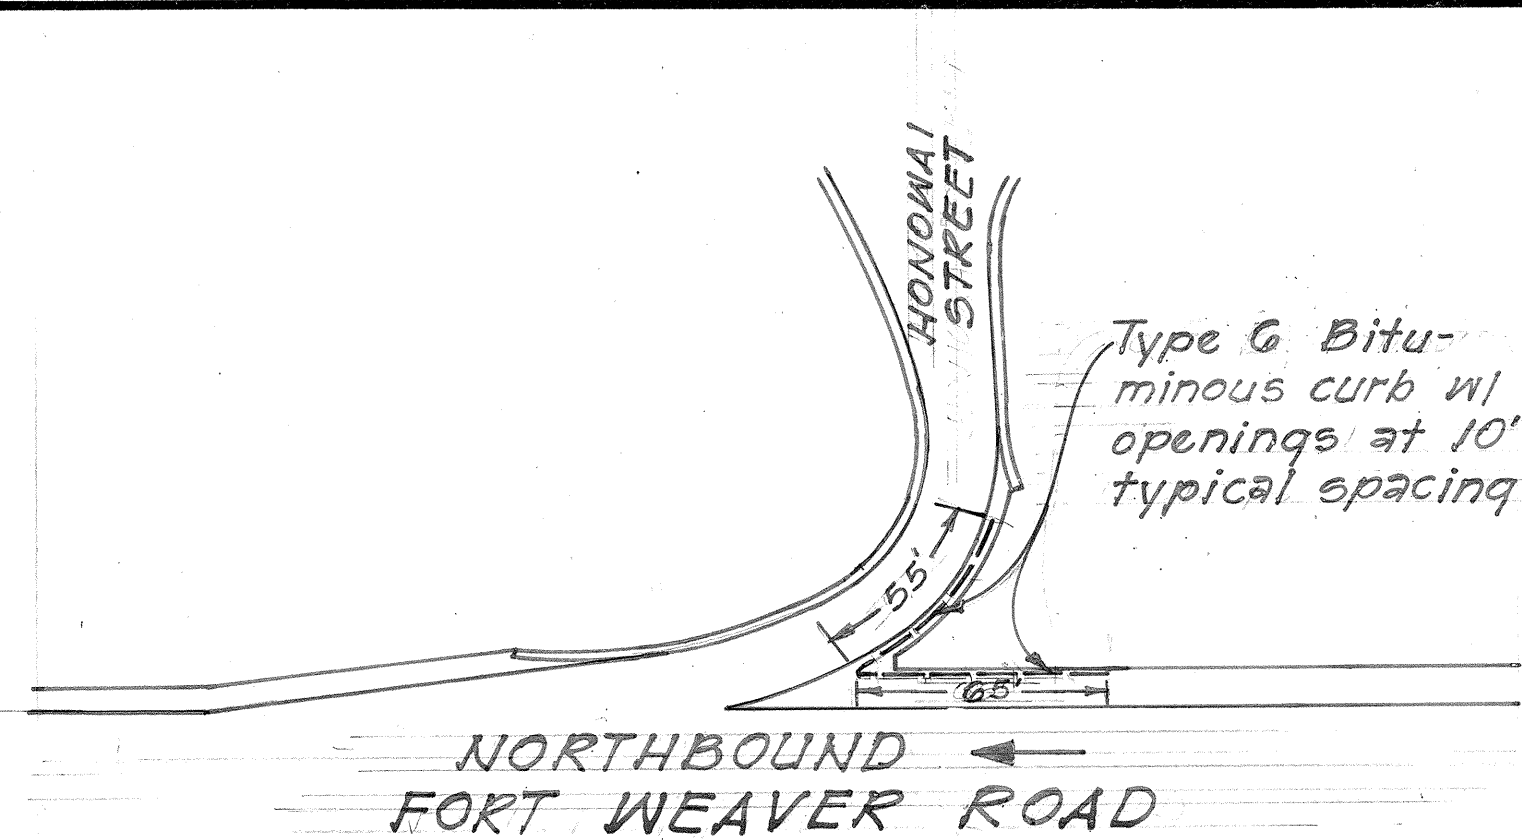 HONOWAI
STREET
Type 6 Bitu-
minous curb w/
openings at 10'
typical spacing
55'
65'
NORTHBOUND
FORT WEAVER ROAD